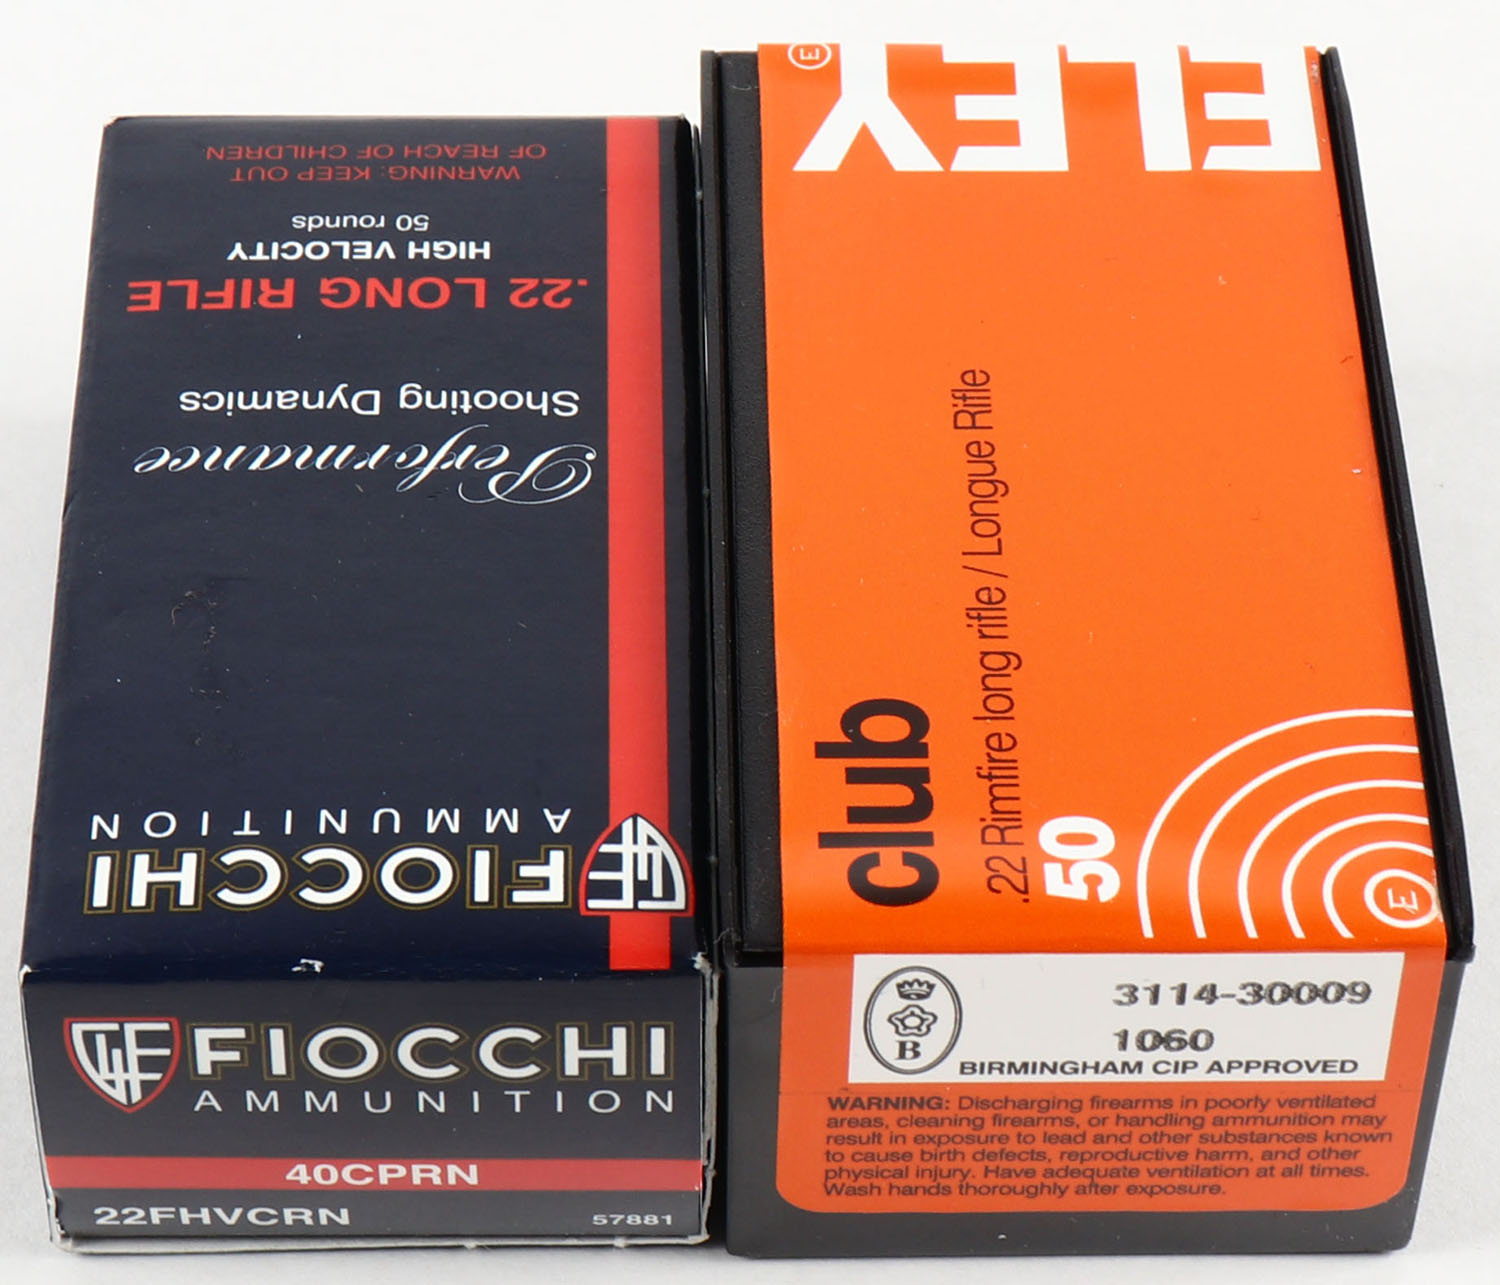 FIOCCHI
AMMUNITION
Performance
Shooting Dynamics
.22 LONG RIFLE
HIGH VELOCITY
50 rounds
WARNING: KEEP OUT
OF REACH OF CHILDREN
FIOCCHI
AMMUNITION
40CPRN
22FHVCRN
57881
ELEY
E
club
.22 Rimfire long rifle / Longue Rifle
50
E
B
3114-30009
1060
BIRMINGHAM CIP APPROVED
WARNING: Discharging firearms in poorly ventilated
areas, cleaning firearms, or handling ammunition may
result in exposure to lead and other substances known
to cause birth defects, reproductive harm, and other
physical injury. Have adequate ventilation at all times.
Wash hands thoroughly after exposure.